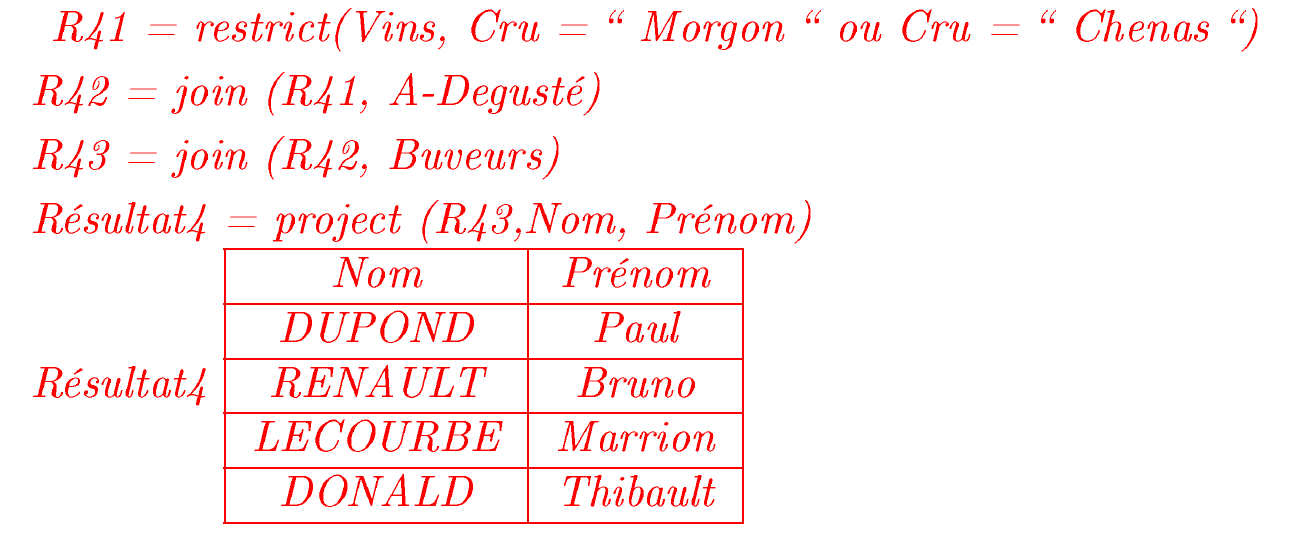 R41 = restrict(Vins, Cru = “ Morgon “ ou Cru = “ Chenas “)
R42 = join (R41, A-Degusté)
R43 = join (R42, Buveurs)
Résultat4 = project (R43,Nom, Prénom)
Nom Prénom
DUPOND Paul
Résultat4 RENAULT Bruno
LECOURBE Marrion
DONALD Thibault